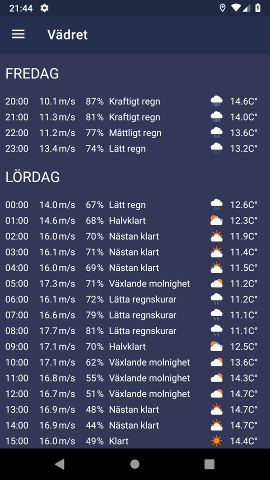 21:44
Vädret
FREDAG
20:00 10.1 m/s 87% Kraftigt regn 14.6C°
21:00 11.3 m/s 81% Kraftigt regn 14.0C°
22:00 11.2 m/s 77% Måttligt regn 13.6C°
23:00 13.4 m/s 74% Lätt regn 13.2C°
LÖRDAG
00:00 14.0 m/s 67% Lätt regn 12.6C°
01:00 14.6 m/s 68% Halvklart 12.3C°
02:00 16.0 m/s 70% Nästan klart 11.9C°
03:00 16.1 m/s 71% Nästan klart 11.4C°
04:00 16.0 m/s 69% Nästan klart 11.5C°
05:00 17.3 m/s 71% Växlande molnighet 11.2C°
06:00 16.1 m/s 72% Lätta regnskurar 11.2C°
07:00 16.6 m/s 79% Lätta regnskurar 11.1C°
08:00 17.7 m/s 81% Lätta regnskurar 11.1C°
09:00 17.1 m/s 70% Halvklart 12.5C°
10:00 17.1 m/s 62% Växlande molnighet 13.6C°
11:00 16.8 m/s 55% Växlande molnighet 14.3C°
12:00 16.7 m/s 51% Växlande molnighet 14.7C°
13:00 16.9 m/s 48% Nästan klart 14.7C°
14:00 16.9 m/s 44% Nästan klart 14.7C°
15:00 16.0 m/s 49% Klart 14.4C°